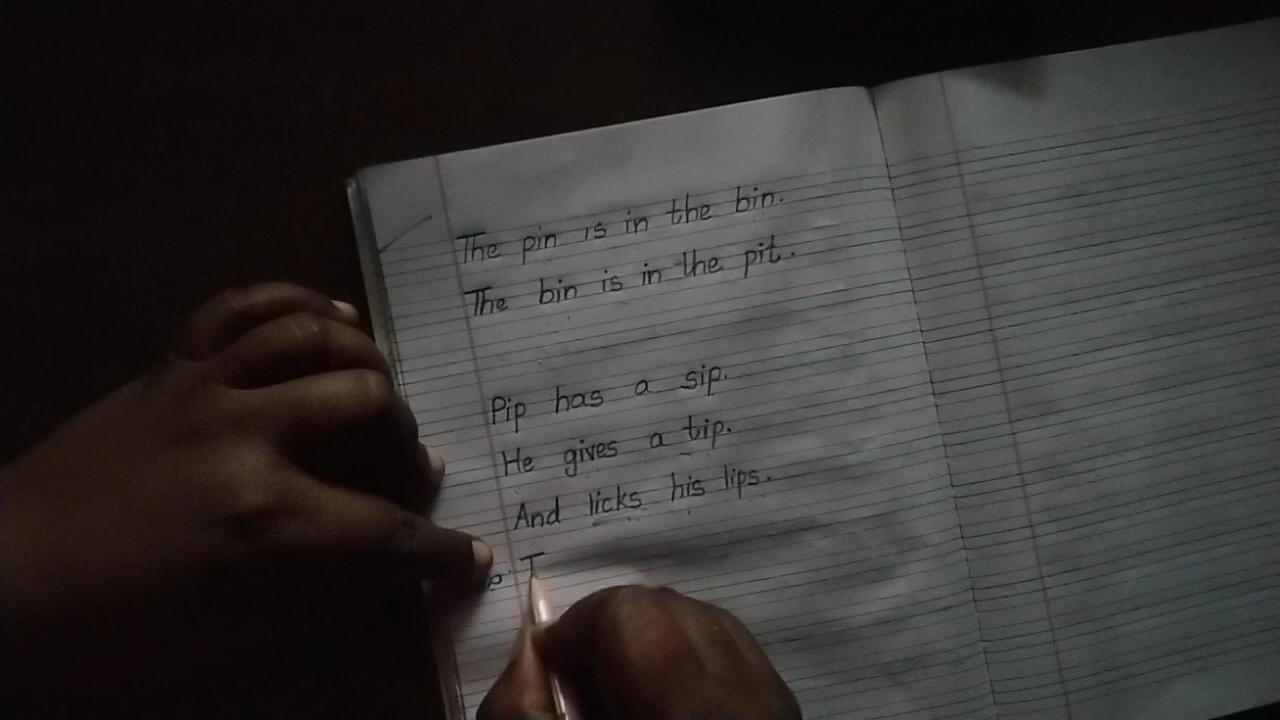 The pin is in the bin.
The bin is in the pit.
Pip has a sip.
He gives a tip.
And licks his lips.
T